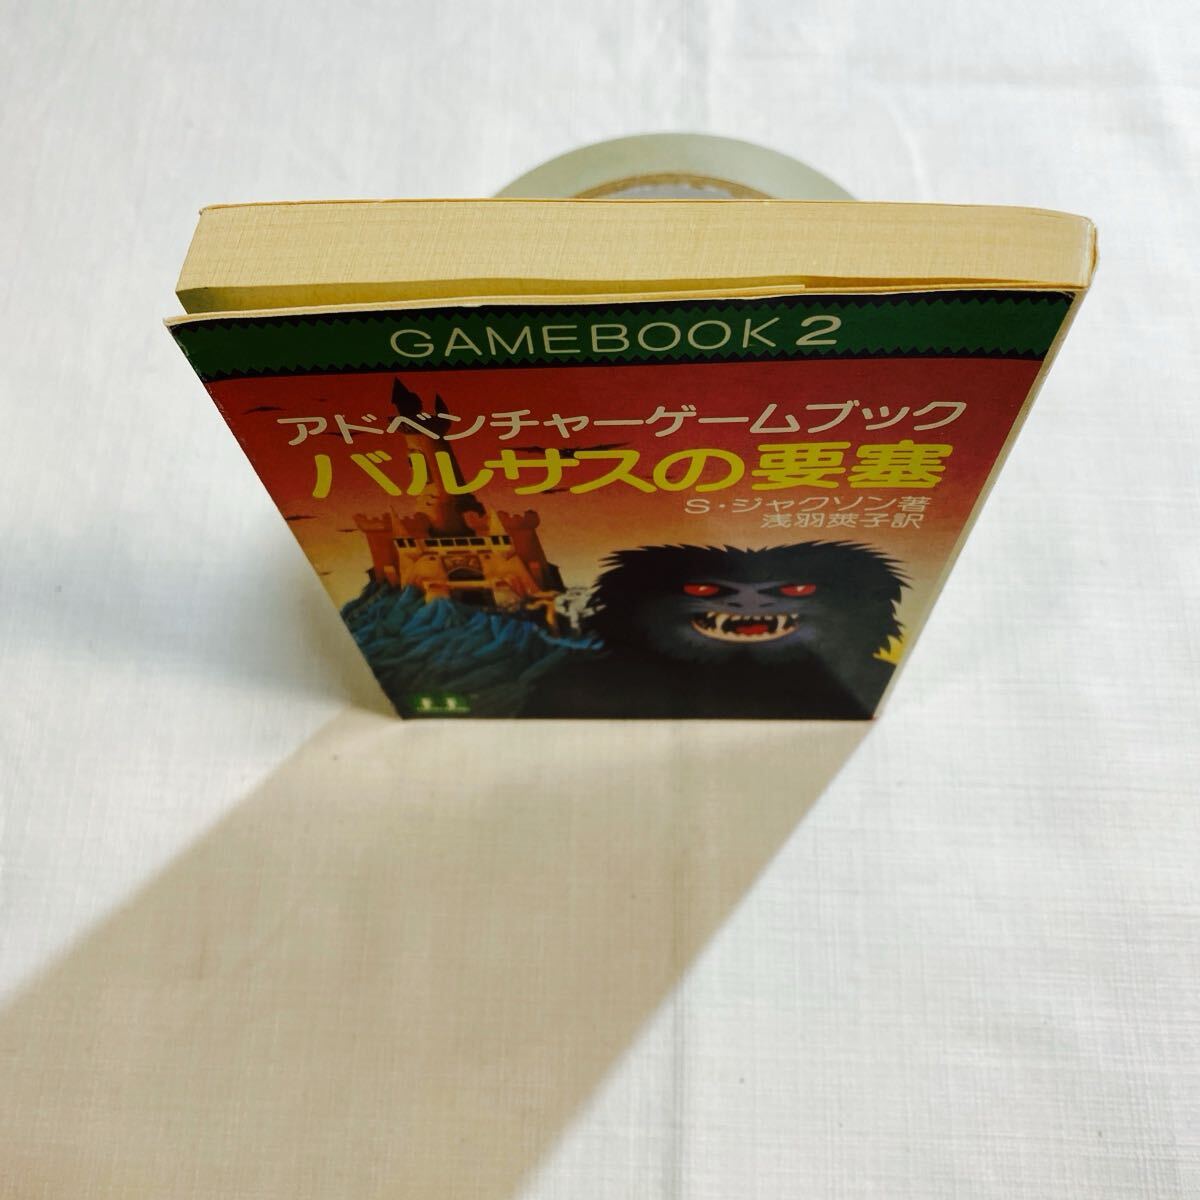 GAMEBOOK 2
アドベンチャーゲームブック
バルサスの要塞
S・ジャクソン著
浅羽莢子訳